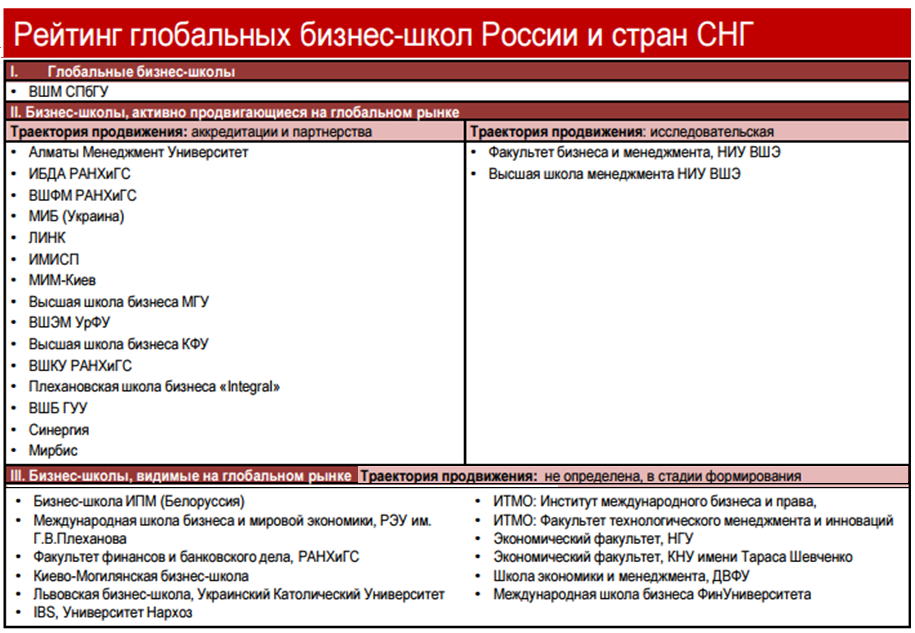 Рейтинг глобальных бизнес-школ России и стран СНГ
I. Глобальные бизнес-школы
• ВШМ СПбГУ
II. Бизнес-школы, активно продвигающиеся на глобальном рынке
Траектория продвижения: аккредитации и партнерства
• Алматы Менеджмент Университет
• ИБДА РАНХиГС
• ВШФМ РАНХиГС
• МИБ (Украина)
• ЛИНК
• ИМИСП
• МИМ-Киев
• Высшая школа бизнеса МГУ
• ВШЭМ УрФУ
• Высшая школа бизнеса КФУ
• ВШКУ РАНХиГС
• Плехановская школа бизнеса «Integral»
• ВШБ ГУУ
• Синергия
• Мирбис
Траектория продвижения: исследовательская
• Факультет бизнеса и менеджмента, НИУ ВШЭ
• Высшая школа менеджмента НИУ ВШЭ
III. Бизнес-школы, видимые на глобальном рынке Траектория продвижения: не определена, в стадии формирования
• Бизнес-школа ИПМ (Белоруссия)
• Международная школа бизнеса и мировой экономики, РЭУ им.
Г.В.Плеханова
• Факультет финансов и банковского дела, РАНХиГС
• Киево-Могилянская бизнес-школа
• Львовская бизнес-школа, Украинский Католический Университет
• IBS, Университет Нархоз
• ИТМО: Институт международного бизнеса и права,
• ИТМО: Факультет технологического менеджмента и инноваций
• Экономический факультет, НГУ
• Экономический факультет, КНУ имени Тараса Шевченко
• Школа экономики и менеджмента, ДВФУ
• Международная школа бизнеса ФинУниверситета